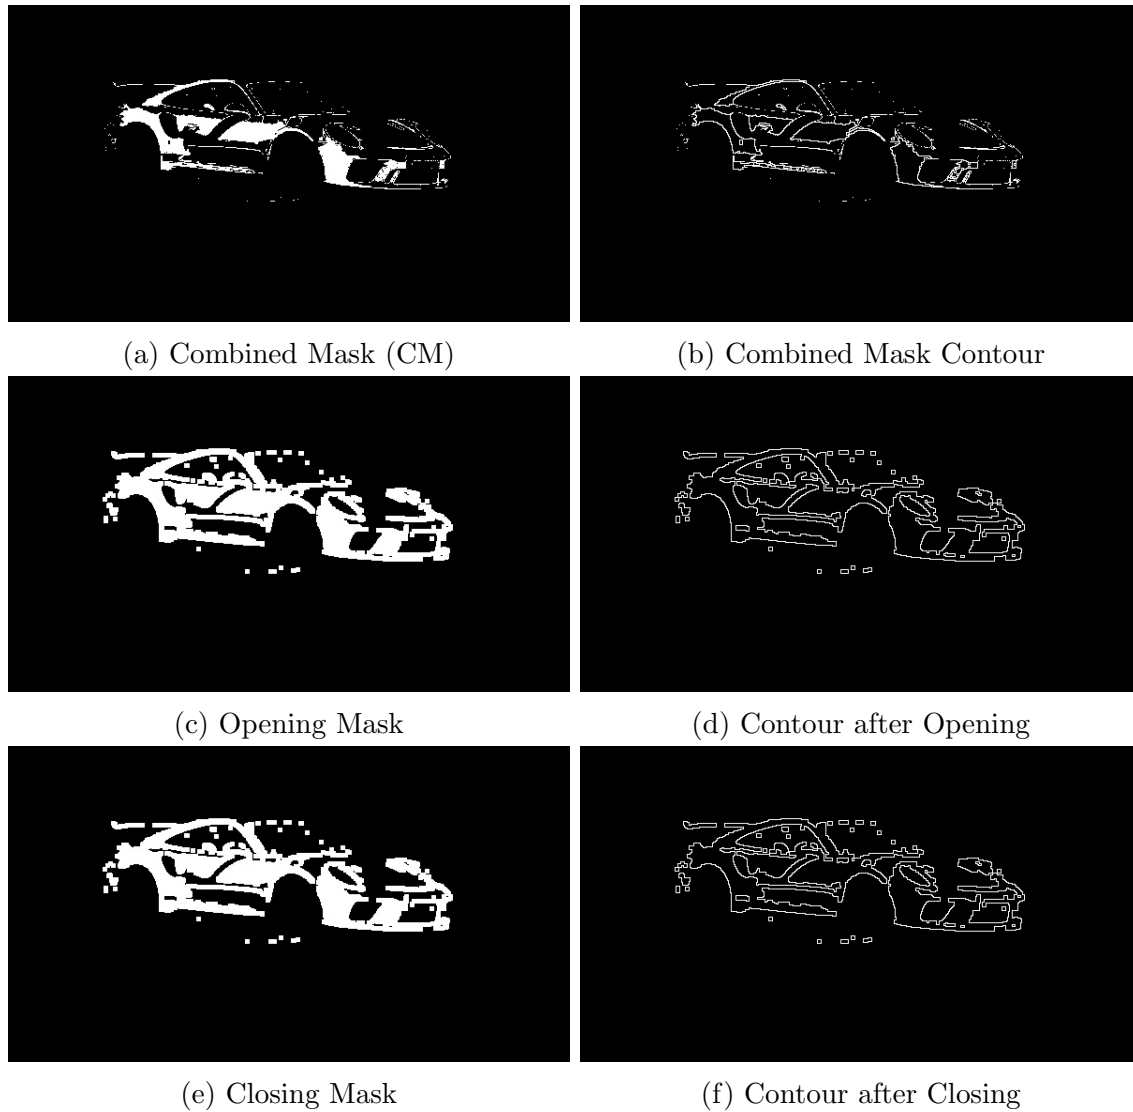 (a) Combined Mask (CM)
(b) Combined Mask Contour
(c) Opening Mask
(d) Contour after Opening
(e) Closing Mask
(f) Contour after Closing